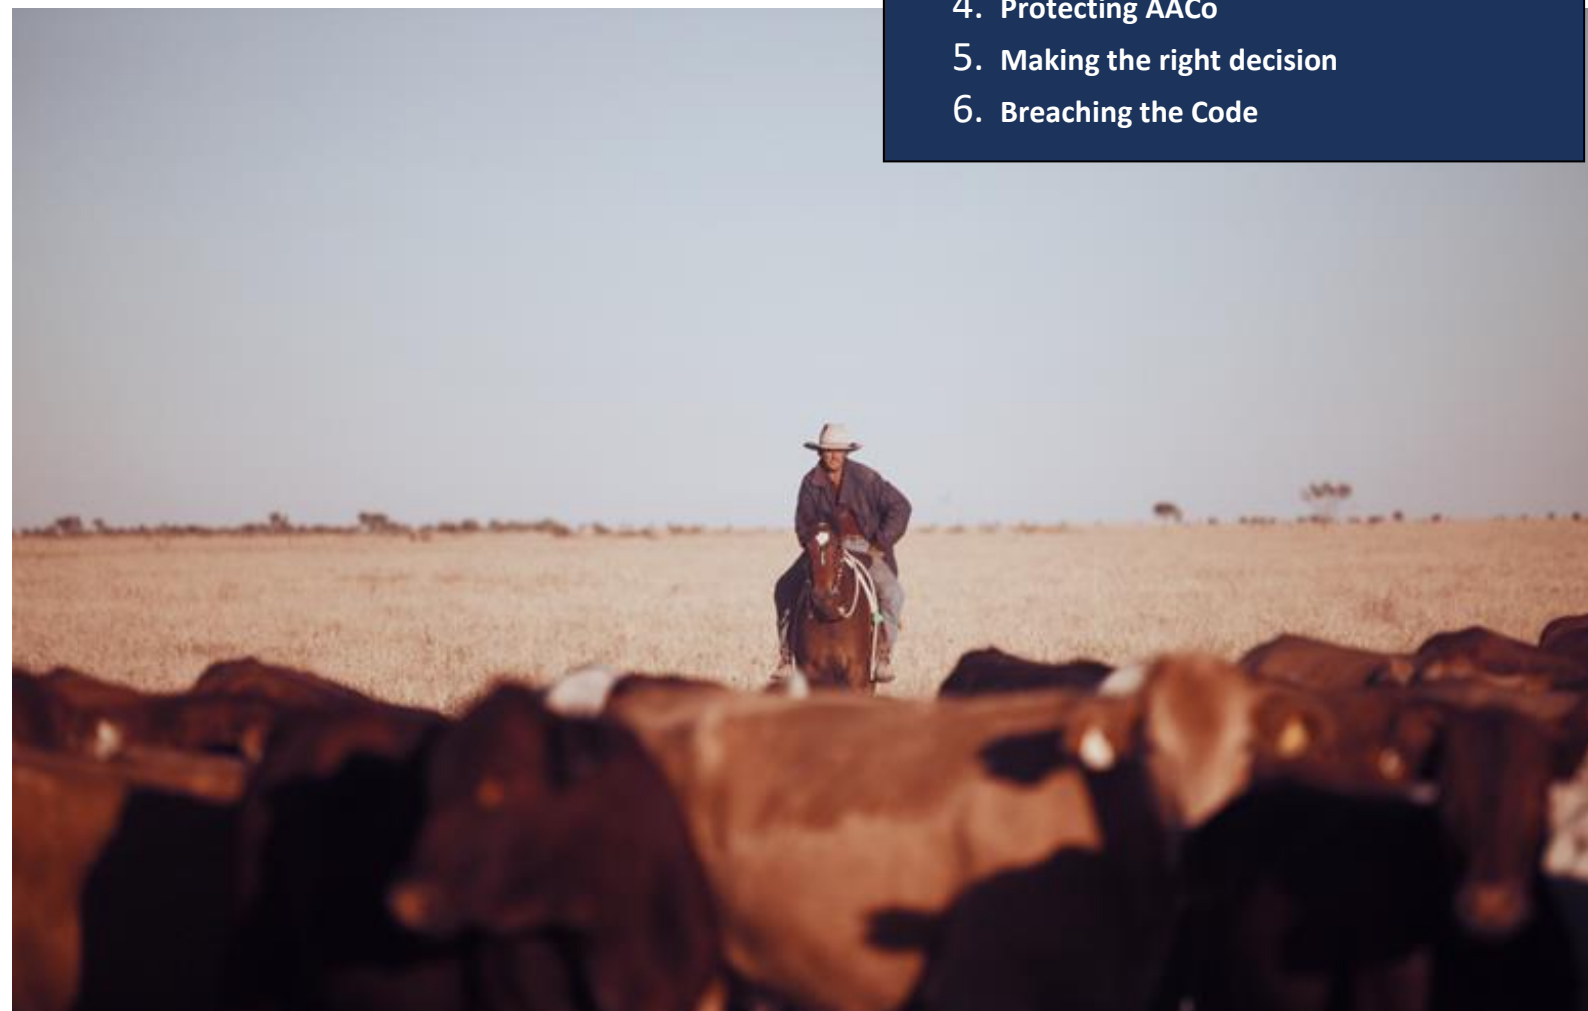 4. Protecting AACo
5. Making the right decision
6. Breaching the Code